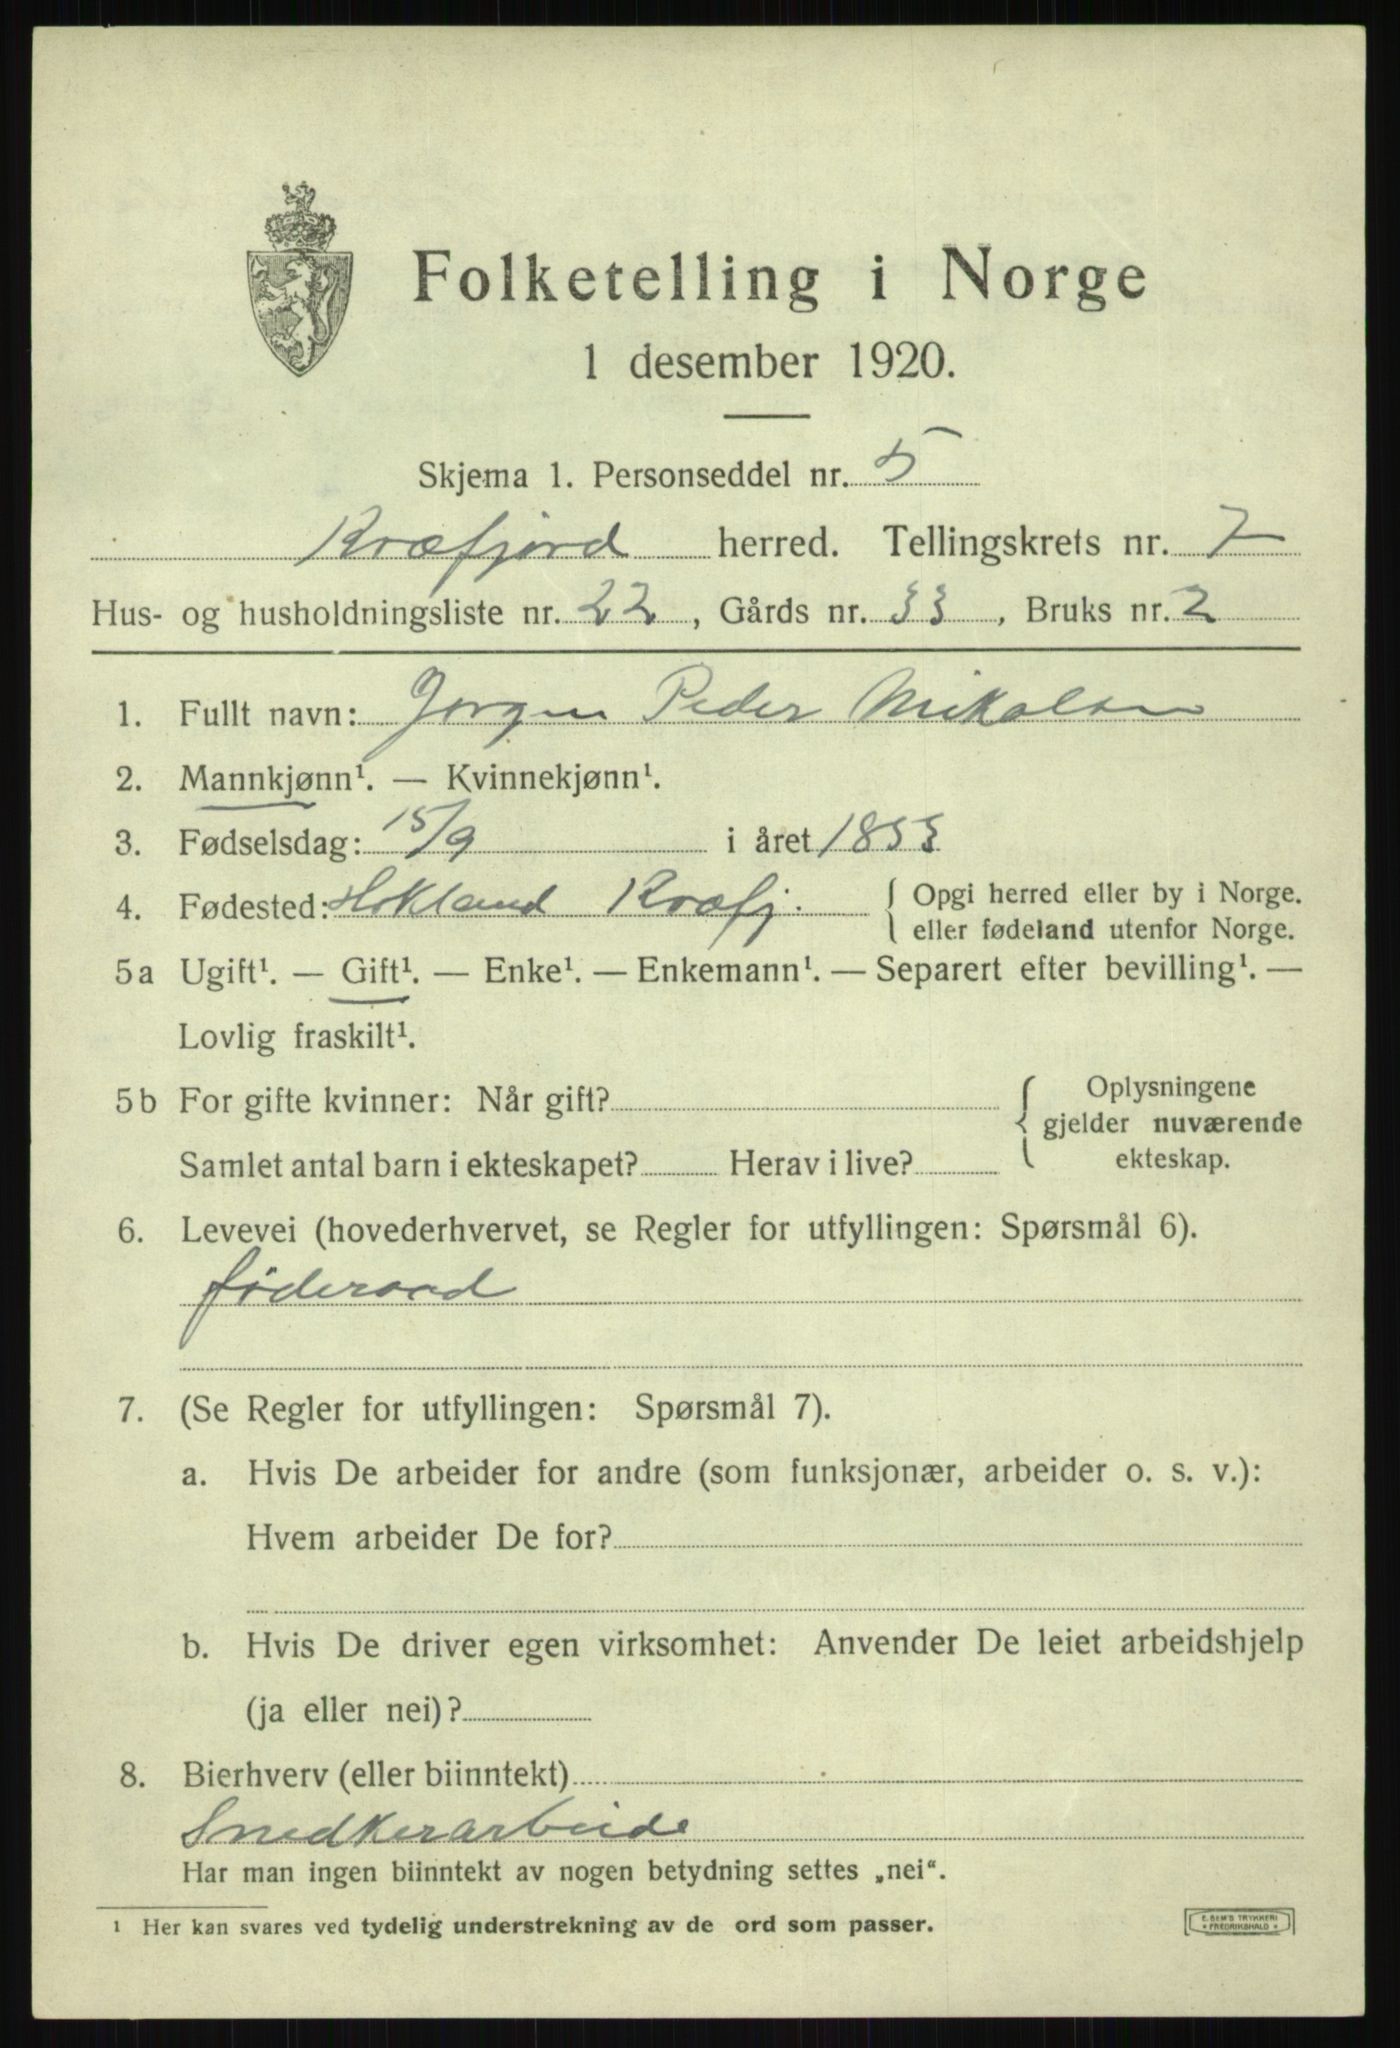 Folketelling i Norge
1 desember 1920.
Skjema 1. Personseddel nr. 5
Kvæfjord herred. Tellingskrets nr. 7
Hus- og husholdningsliste nr. 22, Gårds nr. 33, Bruks nr. 2
1. Fullt navn: Jørgen Peder Mikalsen
2. Mannkjønn¹. — Kvinnekjønn¹.
3. Fødselsdag: 15/9 i året 1853
4. Fødested: Hokland Kvæfj. { Opgi herred eller by i Norge.
eller fødeland utenfor Norge.
5a Ugift¹. — Gift¹. — Enke¹. — Enkemann¹. — Separert efter bevilling¹. —
Lovlig fraskilt¹.
5b For gifte kvinner: Når gift? { Oplysningene
gjelder nuværende
Samlet antal barn i ekteskapet? Herav i live? ekteskap.
6. Levevei (hovederhvervet, se Regler for utfyllingen: Spørsmål 6).
føderaad
7. (Se Regler for utfyllingen: Spørsmål 7).
a. Hvis De arbeider for andre (som funksjonær, arbeider o. s. v.):
Hvem arbeider De for?
b. Hvis De driver egen virksomhet: Anvender De leiet arbeidshjelp
(ja eller nei)?
8. Bierhverv (eller biinntekt)
Snedkerarbeide
Har man ingen biinntekt av nogen betydning settes „nei“.
¹ Her kan svares ved tydelig understrekning av de ord som passer.
E. SEM'S TRYKKERI
* FREDRIKSHALD *